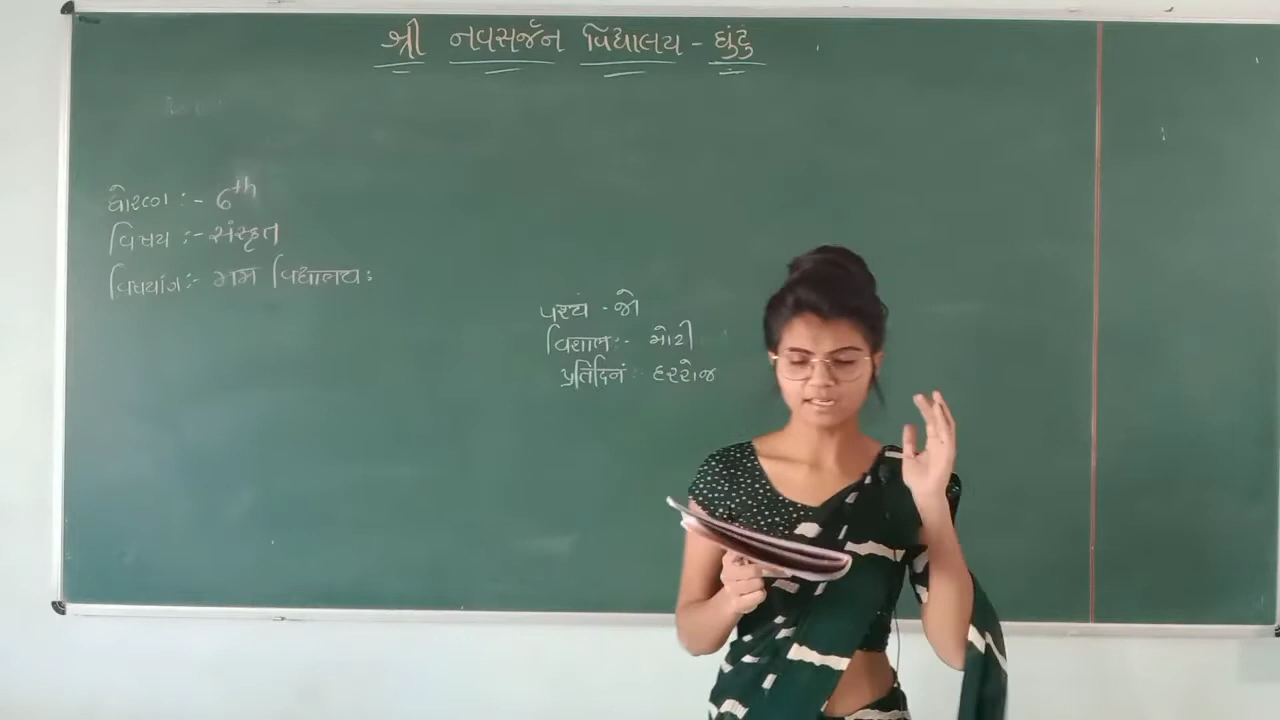 શ્રી નવસર્જન વિદ્યાલય - ઘુંટુ
ધોરણ :- 6th
વિષય :- સંસ્કૃત
વિષયાંગ :- મમ વિદ્યાલય:
પશ્ય - જો
વિશાલ: - મોટી
પ્રતિદિનં : હરરોજ